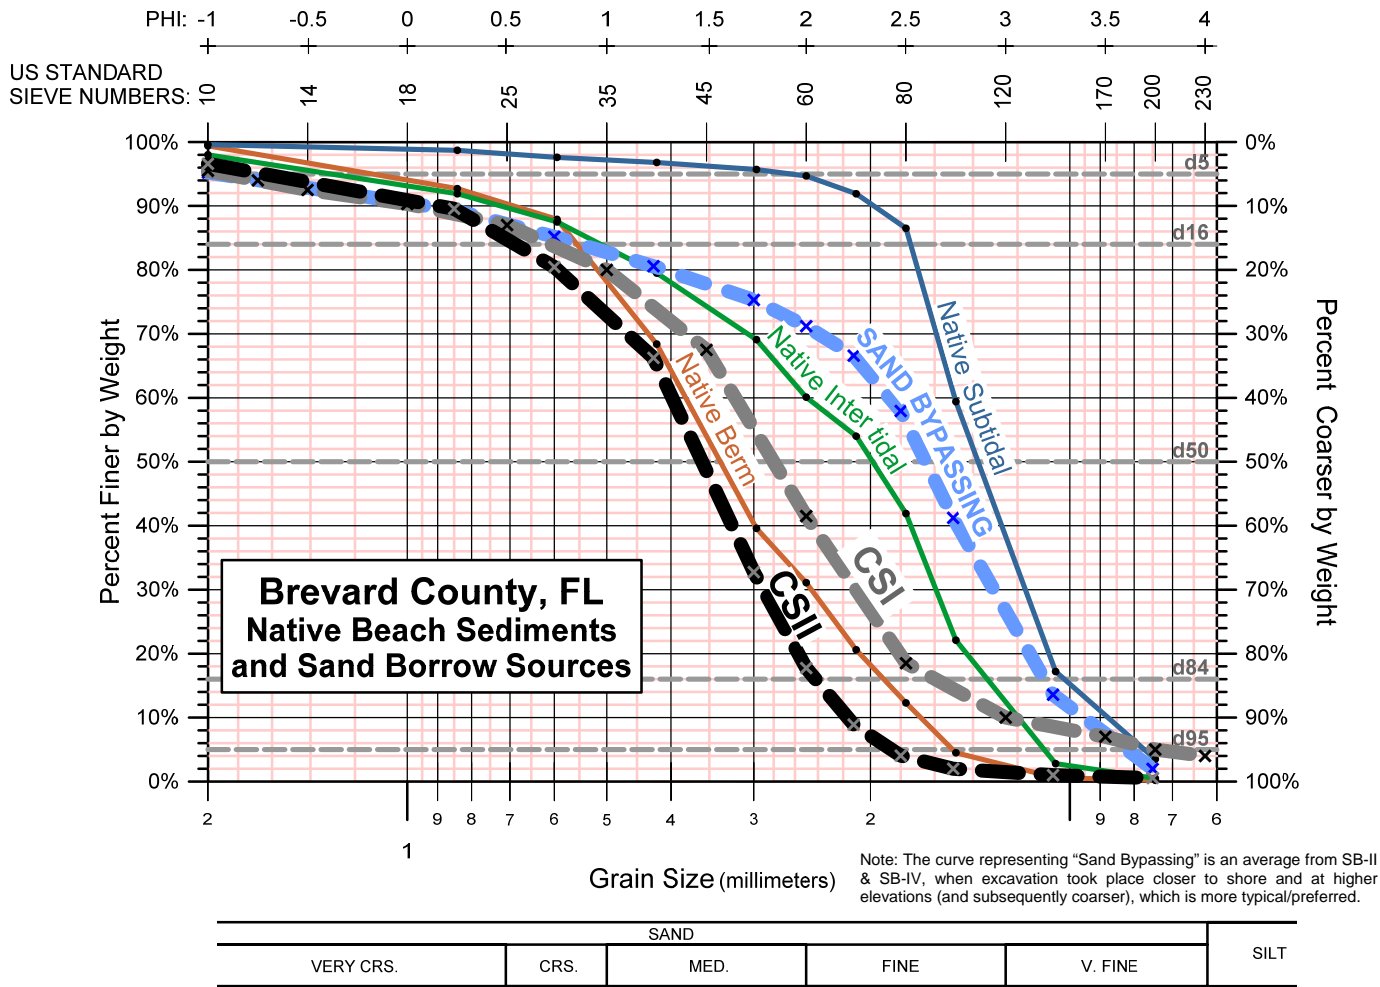 PHI: -1 -0.5 0 0.5 1 1.5 2 2.5 3 3.5 4
US STANDARD
SIEVE NUMBERS: 10 14 18 25 35 45 60 80 120 170 200 230
100% 0%
d5
90% 10%
d16
80% 20%
70% 30%
60% 40%
d50
50% 50%
40% 60%
30% 70%
20% 80%
d84
10% 90%
d95
0% 100%
Percent Finer by Weight
Percent Coarser by Weight
Native Berm
Native Inter tidal
SAND BYPASSING
Native Subtidal
CSI
CSII
Brevard County, FL
Native Beach Sediments
and Sand Borrow Sources
2 9 8 7 6 5 4 3 2 9 8 7 6
1
Grain Size (millimeters)
Note: The curve representing “Sand Bypassing” is an average from SB-II
& SB-IV, when excavation took place closer to shore and at higher
elevations (and subsequently coarser), which is more typical/preferred.
SAND
SILT
VERY CRS. CRS. MED. FINE V. FINE